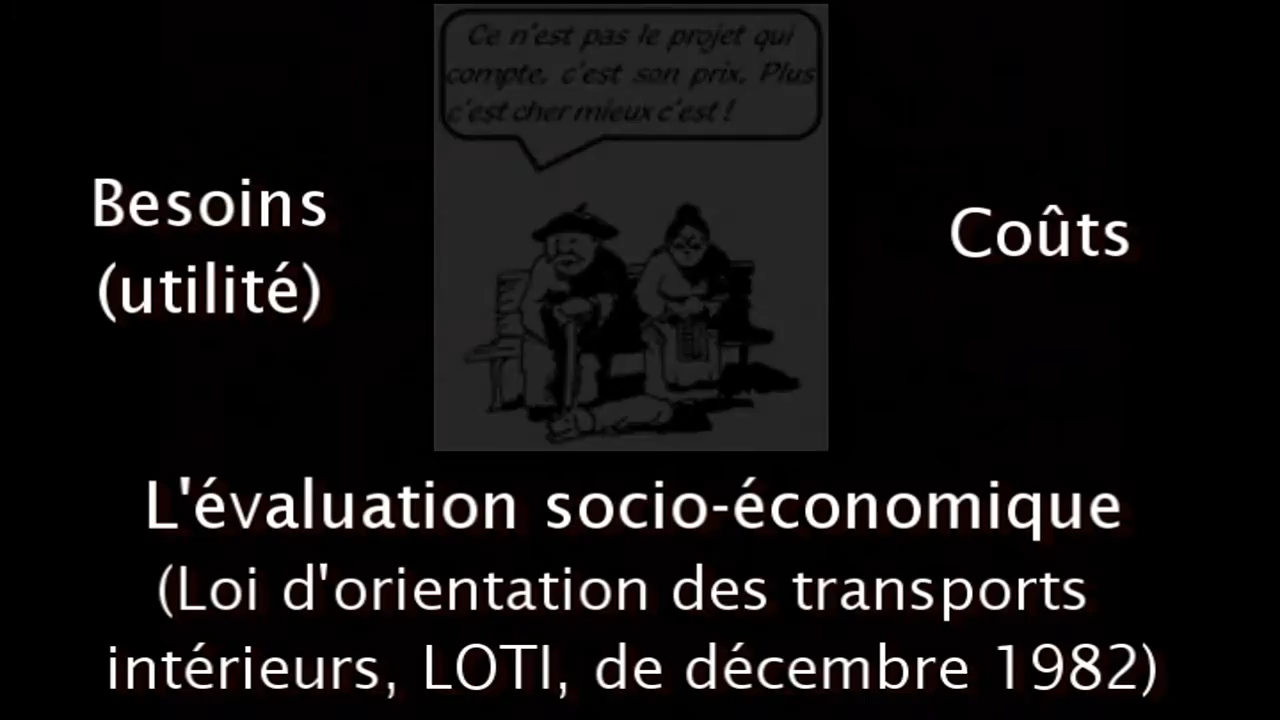 Ce n'est pas le projet qui
compte, c'est son prix. Plus
c'est cher mieux c'est !
Besoins
(utilité)
Coûts
L'évaluation socio-économique
(Loi d'orientation des transports
intérieurs, LOTI, de décembre 1982)